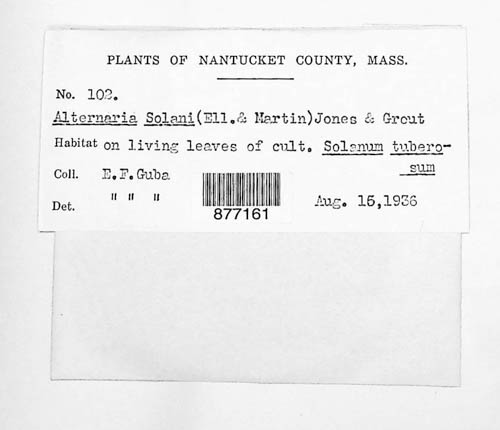 PLANTS OF NANTUCKET COUNTY, MASS.
No. 102.
Alternaria Solani(Ell.& Martin)Jones & Grout
Habitat on living leaves of cult. Solanum tubero-
sum
Coll. E.F.Guba
Det. " " "
877161
Aug. 15,1936